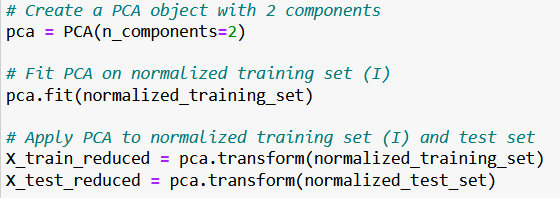 # Create a PCA object with 2 components
pca = PCA(n_components=2)
# Fit PCA on normalized training set (I)
pca.fit(normalized_training_set)
# Apply PCA to normalized training set (I) and test set
X_train_reduced = pca.transform(normalized_training_set)
X_test_reduced = pca.transform(normalized_test_set)